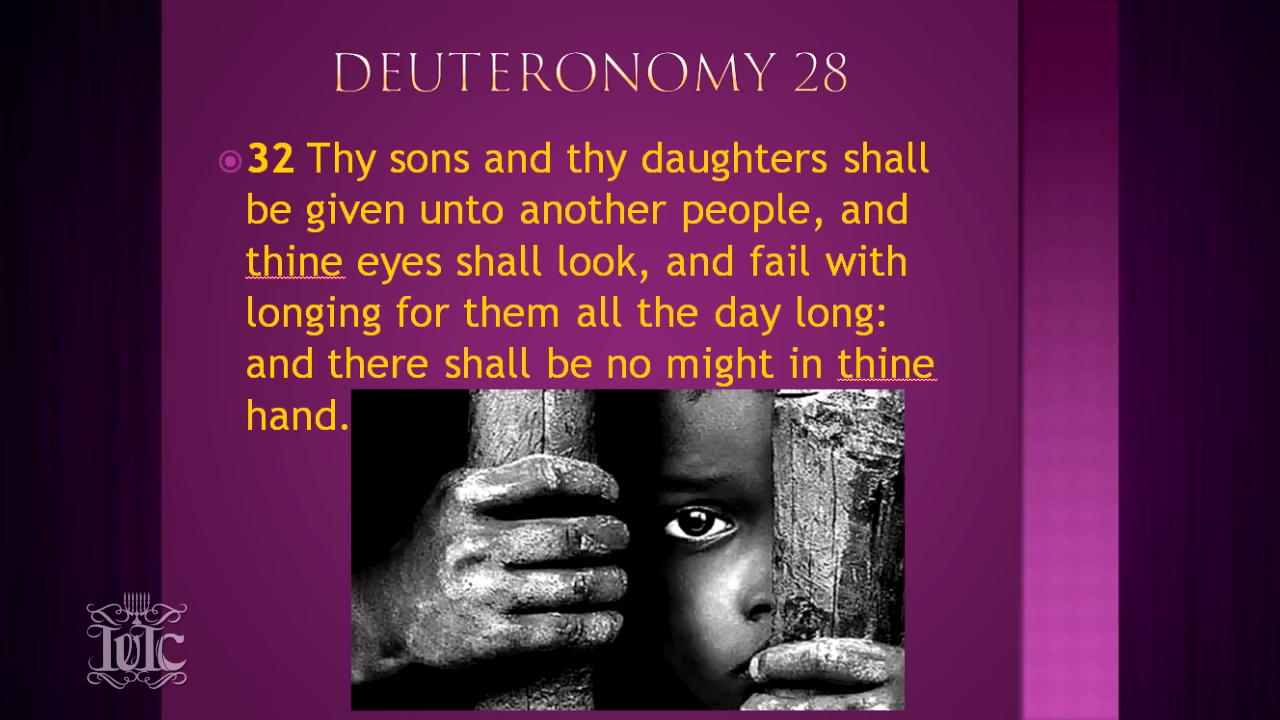 DEUTERONOMY 28
32 Thy sons and thy daughters shall
be given unto another people, and
thine eyes shall look, and fail with
longing for them all the day long:
and there shall be no might in thine
hand.
IUIC